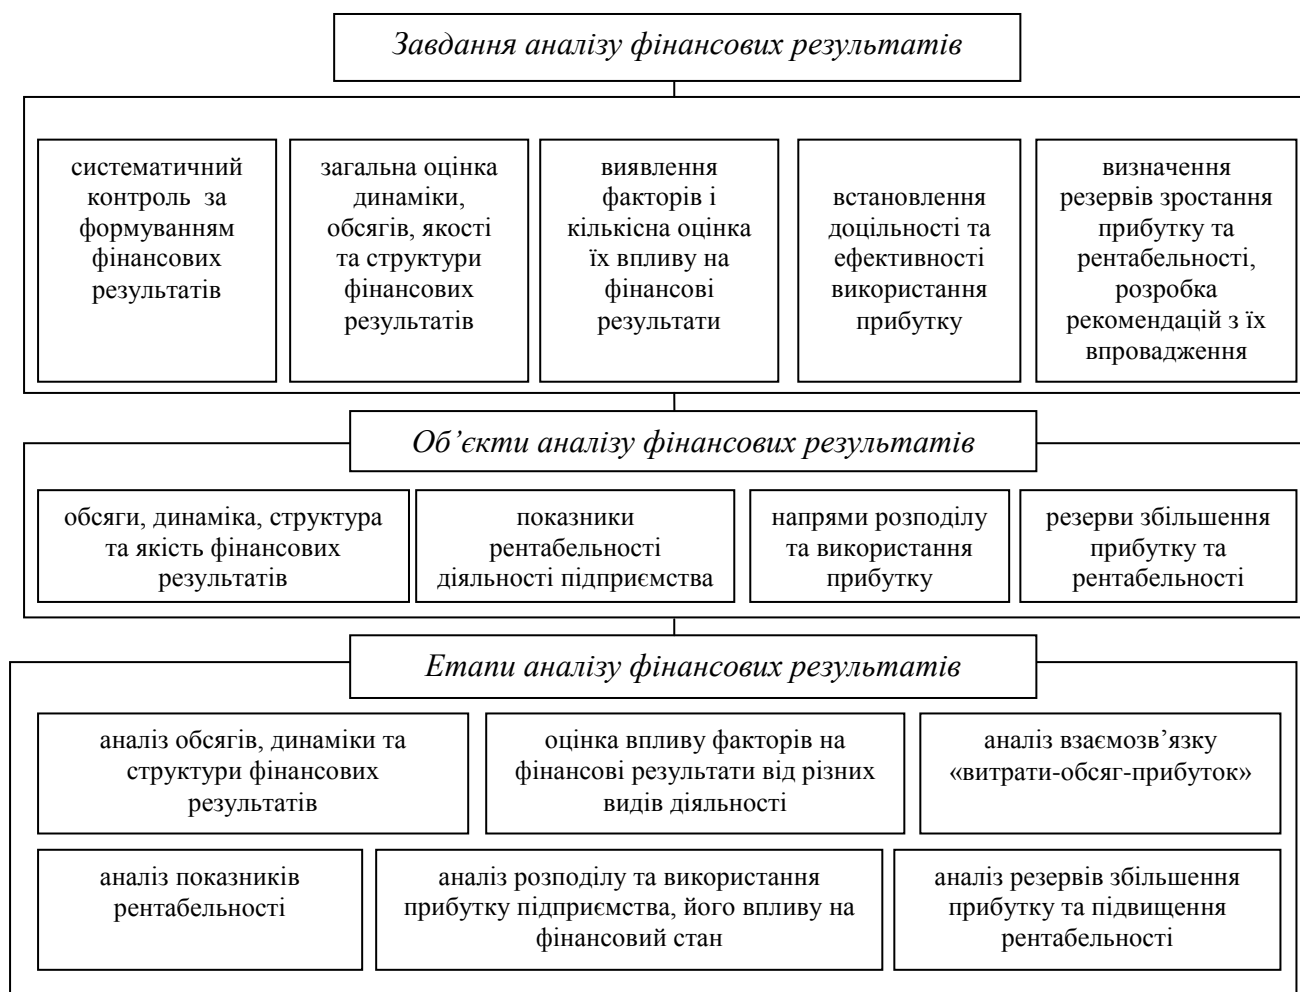 Завдання аналізу фінансових результатів
систематичний
контроль за
формуванням
фінансових
результатів
загальна оцінка
динаміки,
обсягів, якості
та структури
фінансових
результатів
виявлення
факторів і
кількісна оцінка
їх впливу на
фінансові
результати
встановлення
доцільності та
ефективності
використання
прибутку
визначення
резервів зростання
прибутку та
рентабельності,
розробка
рекомендацій з їх
впровадження
Об’єкти аналізу фінансових результатів
обсяги, динаміка, структура
та якість фінансових
результатів
показники
рентабельності
діяльності підприємства
напрями розподілу
та використання
прибутку
резерви збільшення
прибутку та
рентабельності
Етапи аналізу фінансових результатів
аналіз обсягів, динаміки та
структури фінансових
результатів
оцінка впливу факторів на
фінансові результати від різних
видів діяльності
аналіз взаємозв’язку
«витрати-обсяг-прибуток»
аналіз показників
рентабельності
аналіз розподілу та використання
прибутку підприємства, його впливу на
фінансовий стан
аналіз резервів збільшення
прибутку та підвищення
рентабельності